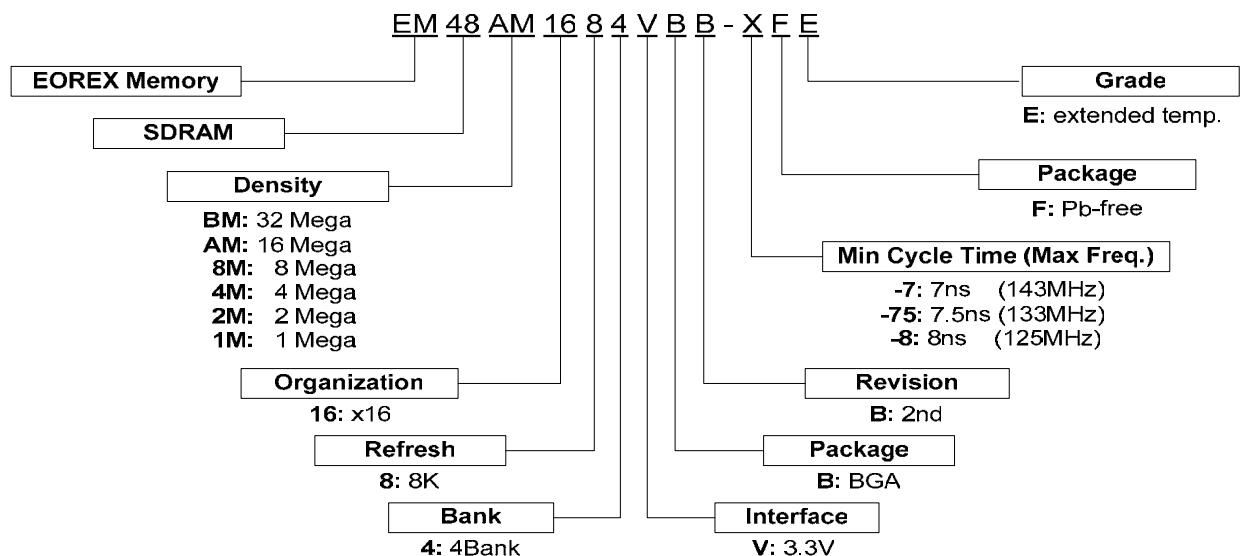 EM 48 AM 16 8 4 V B B - X F E
EOREX Memory
Grade
E: extended temp.
SDRAM
Density
BM: 32 Mega
AM: 16 Mega
8M: 8 Mega
4M: 4 Mega
2M: 2 Mega
1M: 1 Mega
Package
F: Pb-free
Min Cycle Time (Max Freq.)
-7: 7ns (143MHz)
-75: 7.5ns (133MHz)
-8: 8ns (125MHz)
Organization
16: x16
Revision
B: 2nd
Refresh
8: 8K
Package
B: BGA
Bank
4: 4Bank
Interface
V: 3.3V